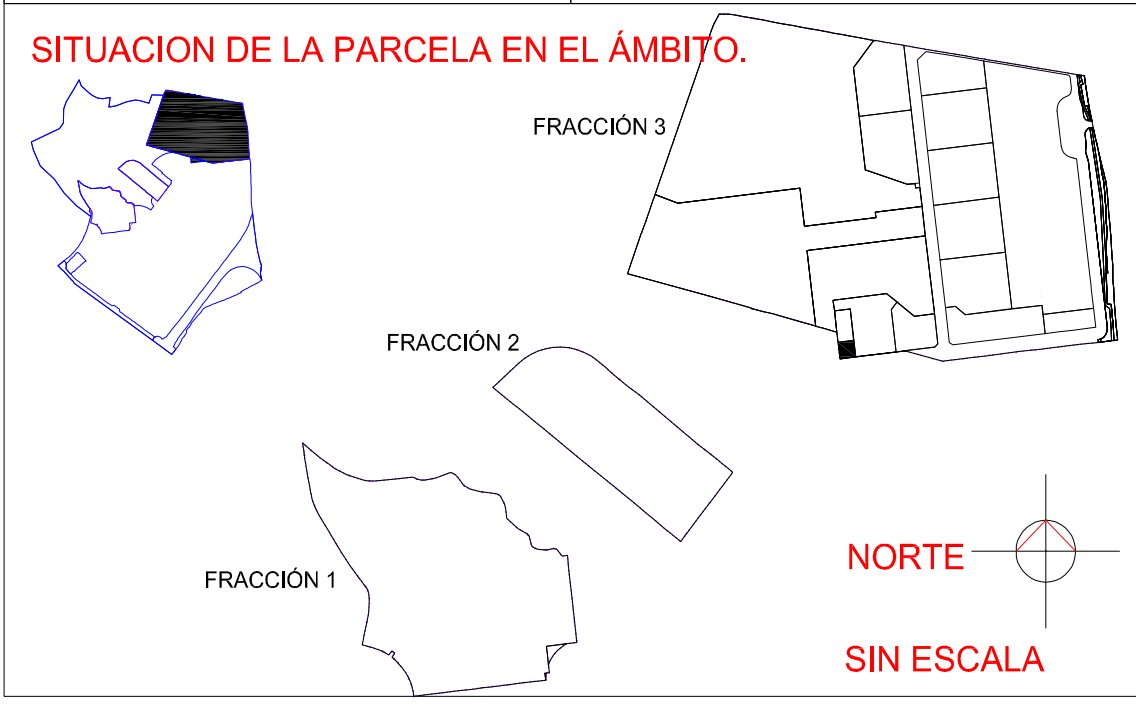 SITUACION DE LA PARCELA EN EL ÁMBITO.
FRACCIÓN 3
FRACCIÓN 2
FRACCIÓN 1
NORTE
SIN ESCALA